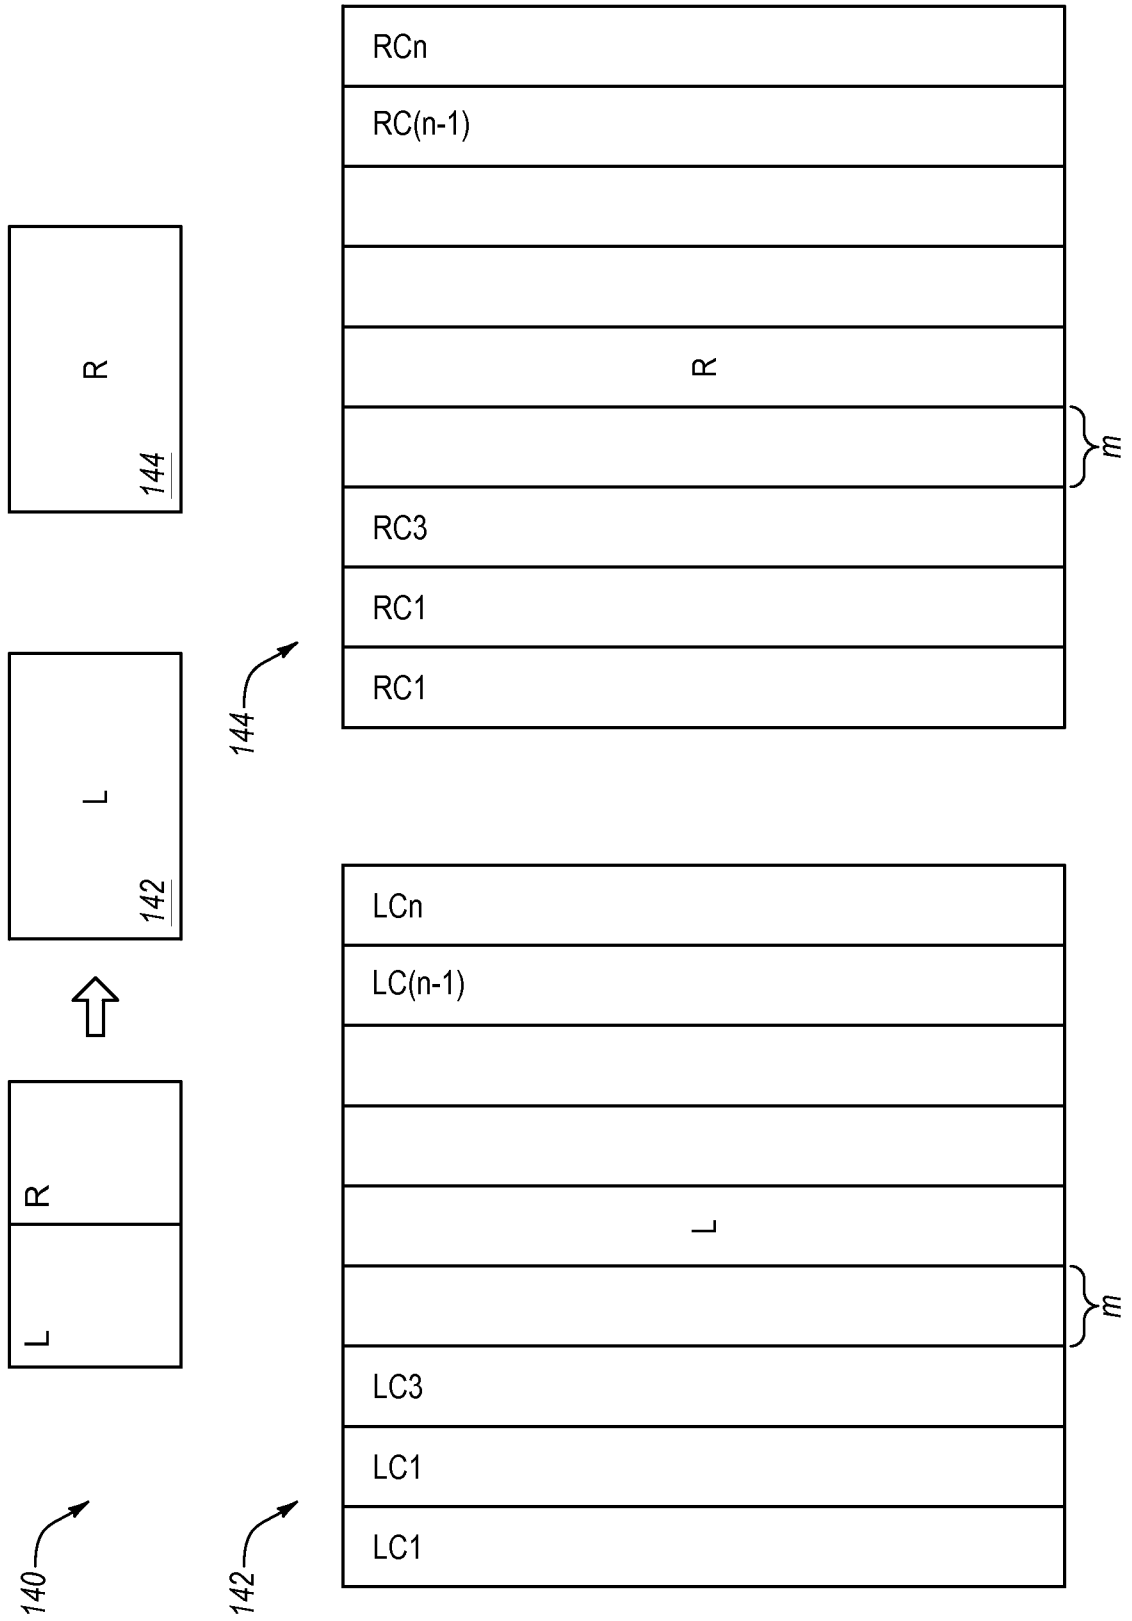 140
L
R
L
142
R
144
142
LC1
LC1
LC3
L
LC(n-1)
LCn
m
144
RC1
RC1
RC3
R
RC(n-1)
RCn
m